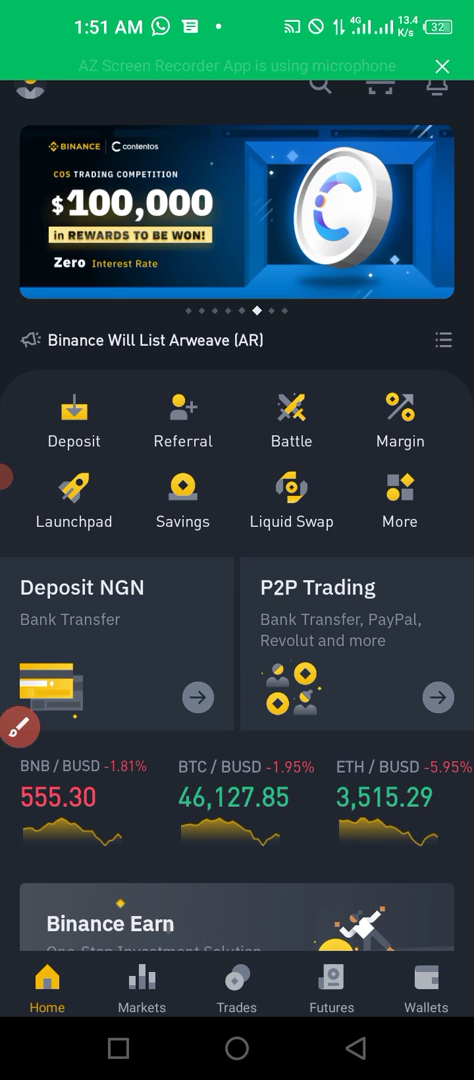 1:51 AM 4G 13.4 K/s 32
AZ Screen Recorder App is using microphone
BINANCE contentos
COS TRADING COMPETITION
$100,000
in REWARDS TO BE WON!
Zero Interest Rate
Binance Will List Arweave (AR)
Deposit Referral Battle Margin
Launchpad Savings Liquid Swap More
Deposit NGN
Bank Transfer
P2P Trading
Bank Transfer, PayPal,
Revolut and more
BNB / BUSD -1.81%
555.30
BTC / BUSD -1.95%
46,127.85
ETH / BUSD -5.95%
3,515.29
Binance Earn
One-Stop Investment Solution
Home Markets Trades Futures Wallets